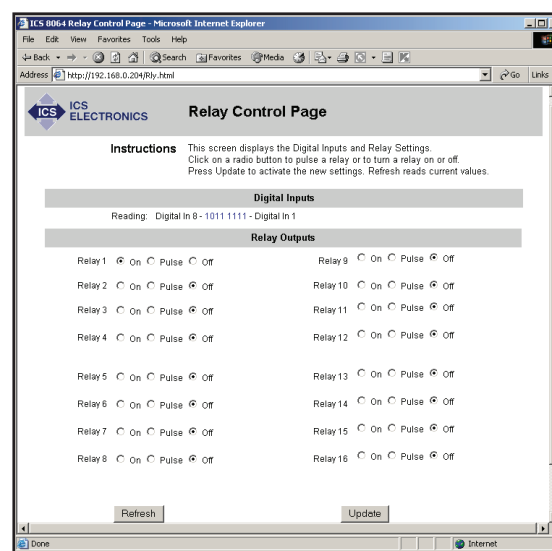 ICS 8064 Relay Control Page - Microsoft Internet Explorer
File Edit View Favorites Tools Help
Back Search Favorites Media
Address http://192.168.0.204/Rly.html Go Links
ICS
ICS
ELECTRONICS
Relay Control Page
Instructions This screen displays the Digital Inputs and Relay Settings.
Click on a radio button to pulse a relay or to turn a relay on or off.
Press Update to activate the new settings. Refresh reads current values.
Digital Inputs
Reading: Digital In 8 - 1011 1111 - Digital In 1
Relay Outputs
Relay 1 On Pulse Off Relay 9 On Pulse Off
Relay 2 On Pulse Off Relay 10 On Pulse Off
Relay 3 On Pulse Off Relay 11 On Pulse Off
Relay 4 On Pulse Off Relay 12 On Pulse Off
Relay 5 On Pulse Off Relay 13 On Pulse Off
Relay 6 On Pulse Off Relay 14 On Pulse Off
Relay 7 On Pulse Off Relay 15 On Pulse Off
Relay 8 On Pulse Off Relay 16 On Pulse Off
Refresh Update
Done Internet